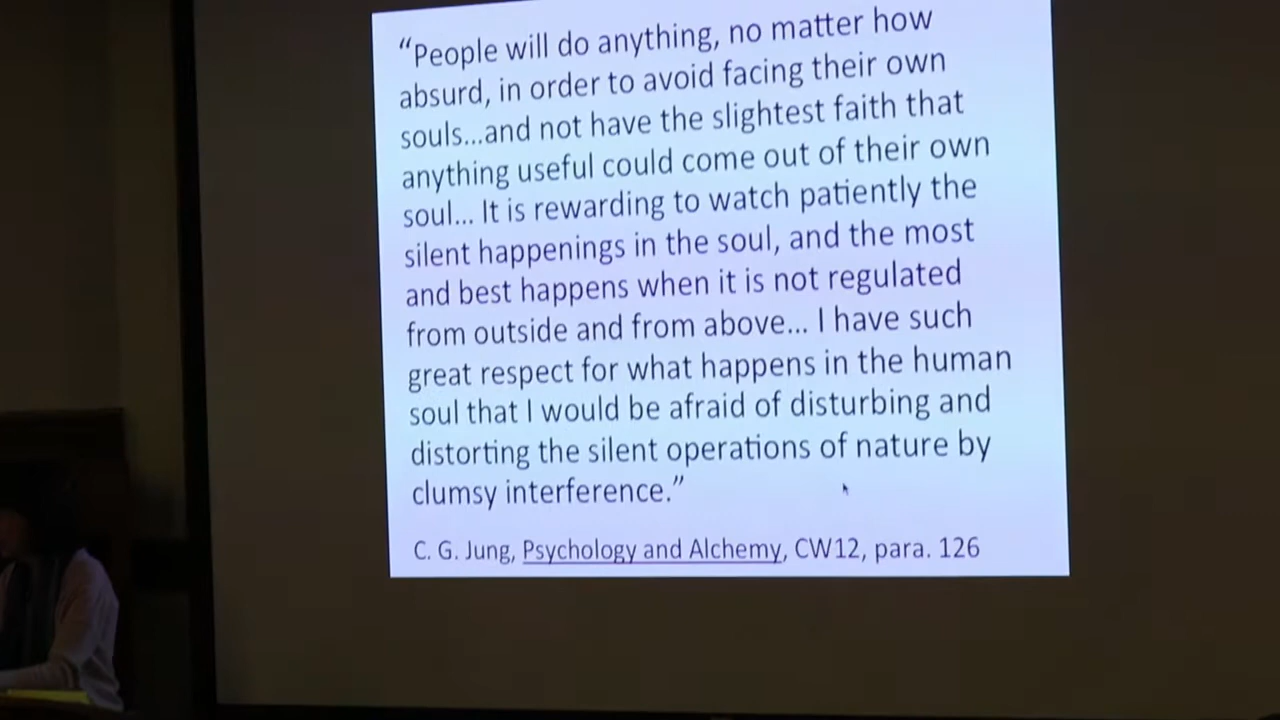 “People will do anything, no matter how
absurd, in order to avoid facing their own
souls...and not have the slightest faith that
anything useful could come out of their own
soul... It is rewarding to watch patiently the
silent happenings in the soul, and the most
and best happens when it is not regulated
from outside and from above... I have such
great respect for what happens in the human
soul that I would be afraid of disturbing and
distorting the silent operations of nature by
clumsy interference.”
C. G. Jung, Psychology and Alchemy, CW12, para. 126